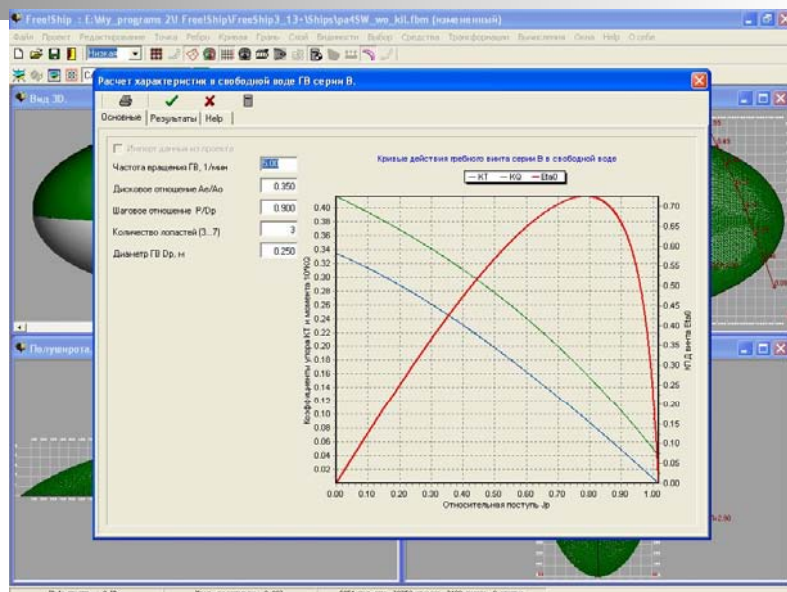 Free!Ship : E:\My_programs 2\! Free!Ship\FreeShip3_13+\Ships\pa4SW_wo_kil.fbm (измененный)
Файл Проект Редактирование Точка Ребро Кривая Грань Слой Видимости Выбор Средства Трансформации Вычисления Окна Help О себе
Низкая
Вид 3D.
Расчет характеристик в свободной воде ГВ серии В.
Основные Результаты Help
Импорт данных из проекта
Частота вращения ГВ, 1/мин
Дисковое отношение Ae/Ao 0.350
Шаговое отношение P/Dp 0.900
Количество лопастей (3...7) 3
Диаметр ГВ Dp, м 0.250
Кривые действия гребного винта серии В в свободной воде
KT KQ Eta0
Коэффициенты упора KT и момента 10*KQ
0.40
0.38
0.36
0.34
0.32
0.30
0.28
0.26
0.24
0.22
0.20
0.18
0.16
0.14
0.12
0.10
0.08
0.06
0.04
0.02
0.70
0.65
0.60
0.55
0.50
0.45
0.40
0.35
0.30
0.25
0.20
0.15
0.10
0.05
0.00
КПД винта Eta0
0.00 0.10 0.20 0.30 0.40 0.50 0.60 0.70 0.80 0.90 1.00
Относительная поступь Jp
Полуширота.